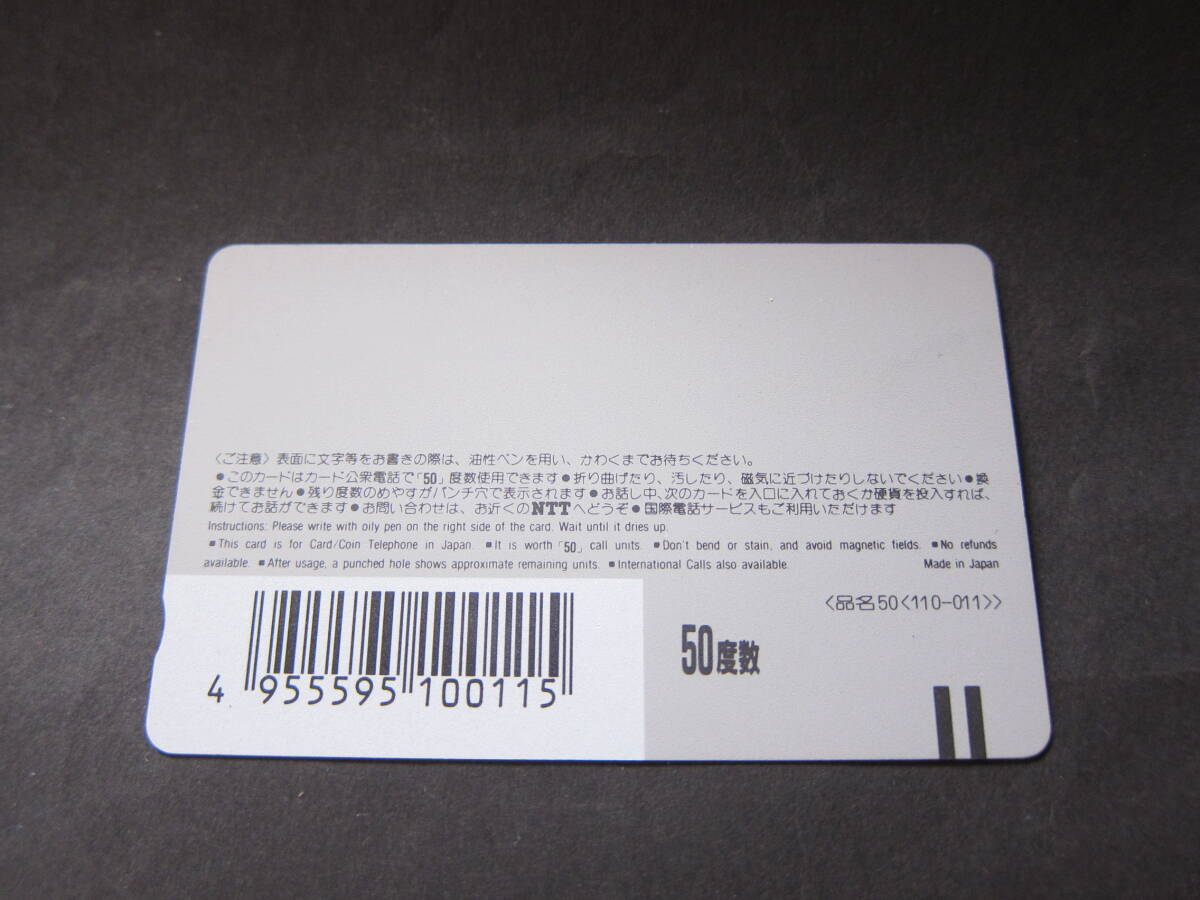 〈ご注意〉表面に文字等をお書きの際は、油性ペンを用い、かわくまでお待ちください。
●このカードはカード公衆電話で「50」度数使用できます●折り曲げたり、汚したり、磁気に近づけたりしないでください●換
金できません●残り度数のめやすがパンチ穴で表示されます●お話し中、次のカードを入口に入れておくか硬貨を投入すれば、
続けてお話ができます●お問い合わせは、お近くのNTTへどうぞ●国際電話サービスもご利用いただけます
Instructions: Please write with oily pen on the right side of the card. Wait until it dries up.
■This card is for Card/Coin Telephone in Japan. ■It is worth「50」call units. ■Don't bend or stain, and avoid magnetic fields. ■No refunds
available. ■After usage, a punched hole shows approximate remaining units. ■International Calls also available. Made in Japan
〈品名50〈110-011〉〉
50度数
4 955595 100115